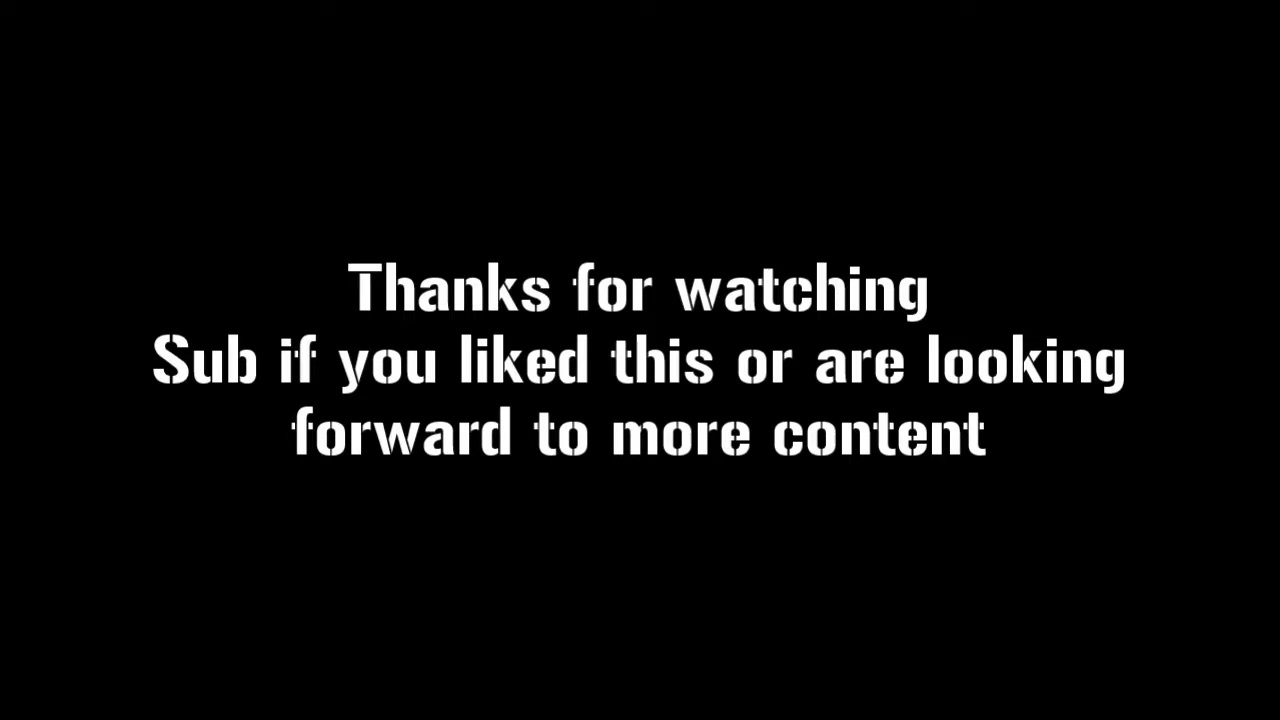 Thanks for watching
Sub if you liked this or are looking
forward to more content